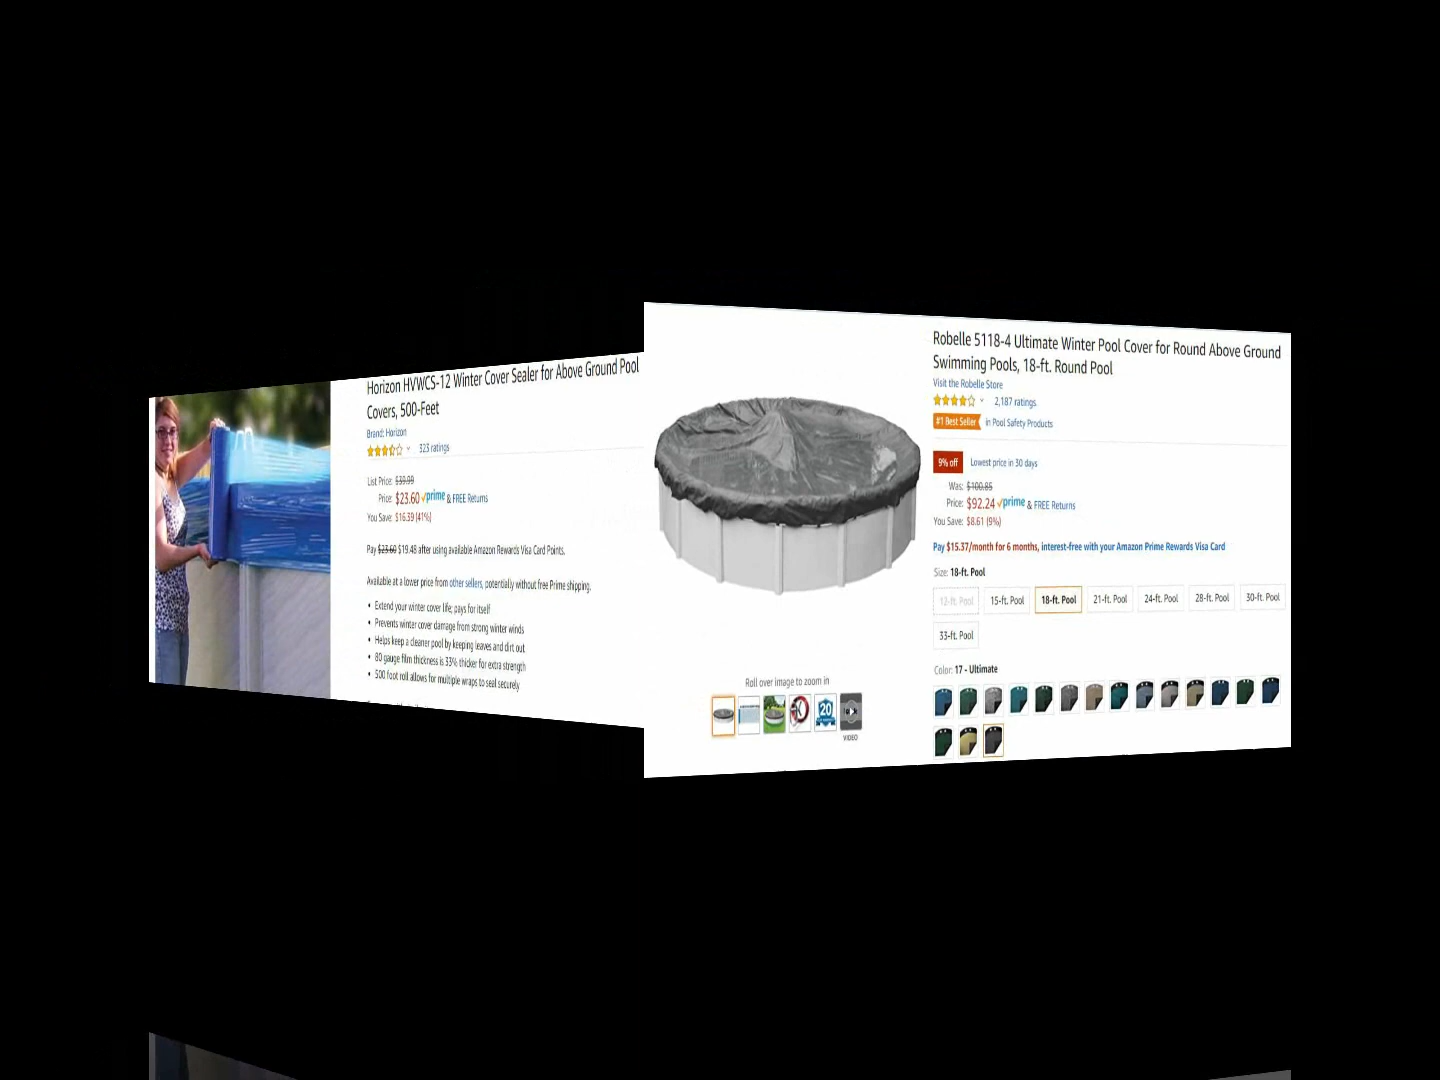 Horizon HVWCS-12 Winter Cover Sealer for Above Ground Pool
Covers, 500-Feet
Brand: Horizon
323 ratings
List Price: $39.99
Price: $23.60 prime & FREE Returns
You Save: $16.39 (41%)
Pay $23.60 $19.48 after using available Amazon Rewards Visa Card Points.
Available at a lower price from other sellers, potentially without free Prime shipping.
• Extend your winter cover life; pays for itself
• Prevents winter cover damage from strong winter winds
• Helps keep a cleaner pool by keeping leaves and dirt out
• 80 gauge film thickness is 33% thicker for extra strength
• 500 foot roll allows for multiple wraps to seal securely
Robelle 5118-4 Ultimate Winter Pool Cover for Round Above Ground
Swimming Pools, 18-ft. Round Pool
Visit the Robelle Store
2,187 ratings
#1 Best Seller in Pool Safety Products
9% off Lowest price in 30 days
Was: $100.85
Price: $92.24 prime & FREE Returns
You Save: $8.61 (9%)
Pay $15.37/month for 6 months, interest-free with your Amazon Prime Rewards Visa Card
Size: 18-ft. Pool
12-ft. Pool 15-ft. Pool 18-ft. Pool 21-ft. Pool 24-ft. Pool 28-ft. Pool 30-ft. Pool
33-ft. Pool
Color: 17 - Ultimate
Roll over image to zoom in
20
VIDEO